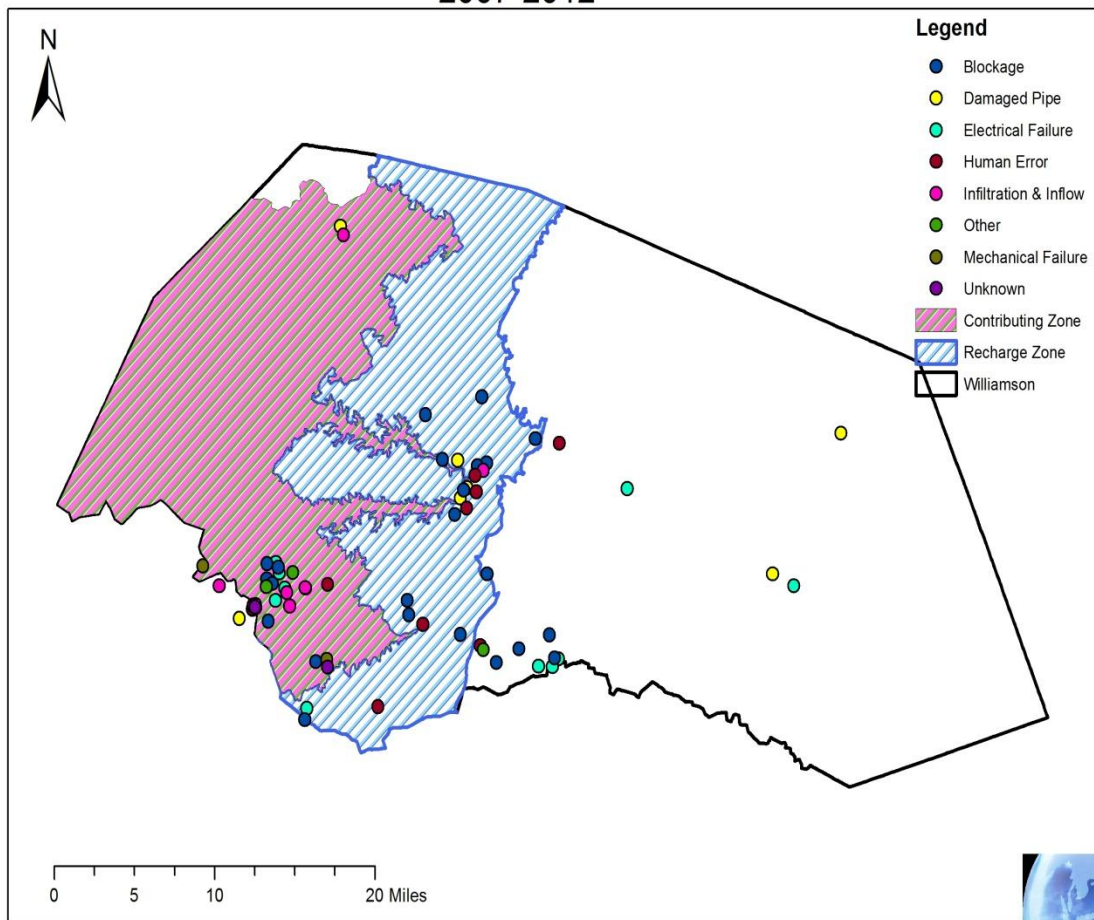 N
Legend
Blockage
Damaged Pipe
Electrical Failure
Human Error
Infiltration & Inflow
Other
Mechanical Failure
Unknown
Contributing Zone
Recharge Zone
Williamson
0 10 20 Miles